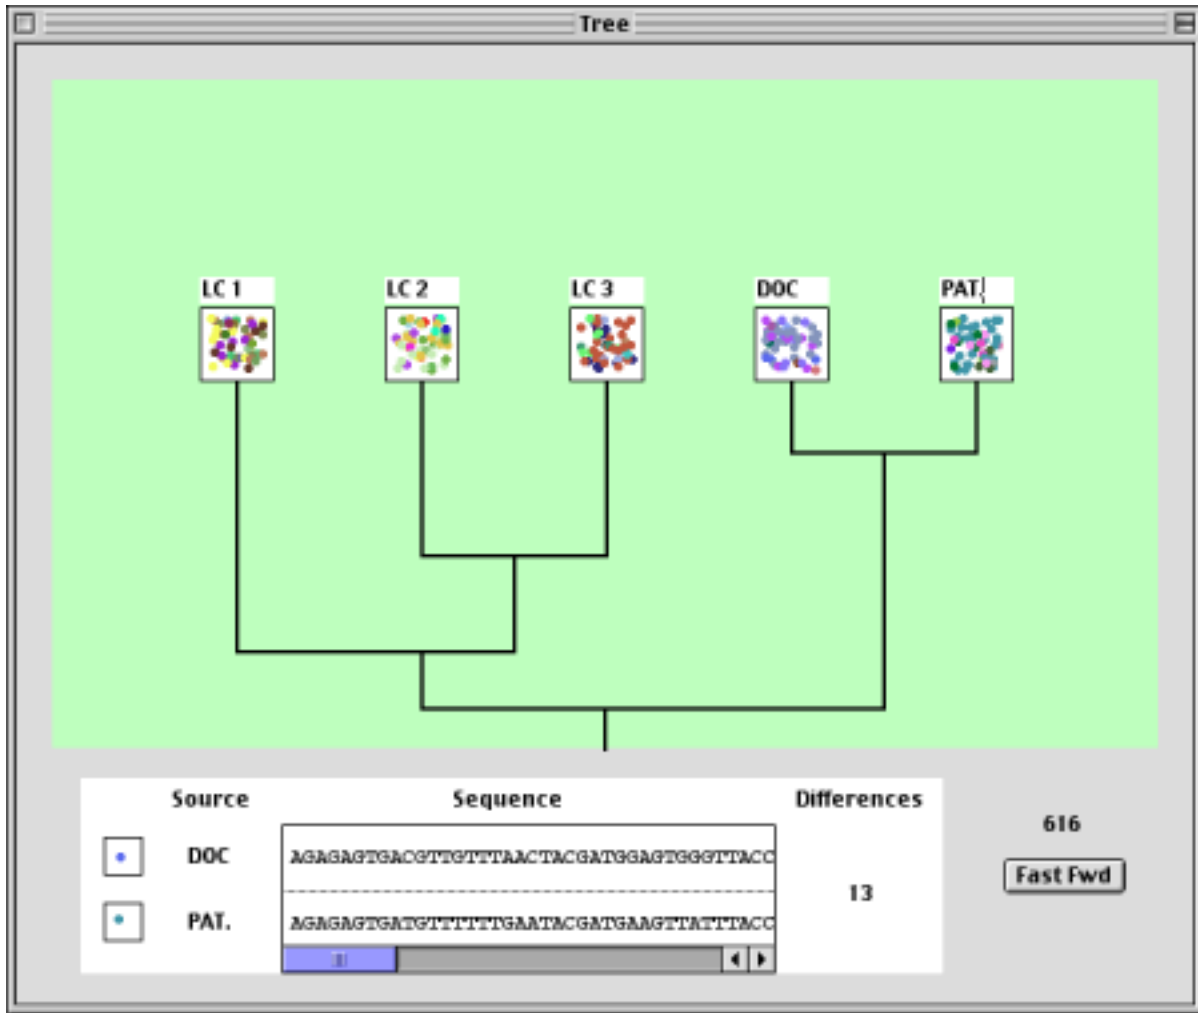 Tree
LC 1 LC 2 LC 3 DOC PAT.
Source Sequence Differences
616
DOC AGAGAGTGACGTTGTTTAACTACGATGGAGTGGGTTACC
Fast Fwd
13
PAT. AGAGAGTGATGTTTTTTGAATACGATGAAGTTATTTACC